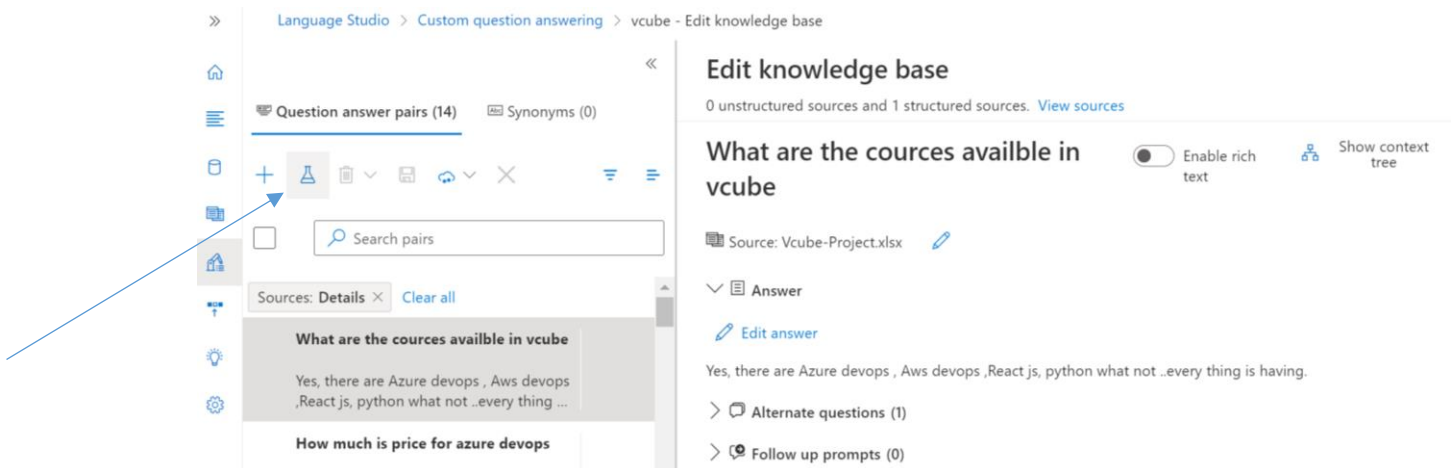 Language Studio > Custom question answering > vcube - Edit knowledge base
Question answer pairs (14)
Abc Synonyms (0)
Search pairs
Sources: Details ×
Clear all
What are the cources availble in vcube
Yes, there are Azure devops , Aws devops
,React js, python what not ..every thing ...
How much is price for azure devops
Edit knowledge base
0 unstructured sources and 1 structured sources. View sources
What are the cources availble in
vcube
Enable rich
text
Show context
tree
Source: Vcube-Project.xlsx
Answer
Edit answer
Yes, there are Azure devops , Aws devops ,React js, python what not ..every thing is having.
Alternate questions (1)
Follow up prompts (0)